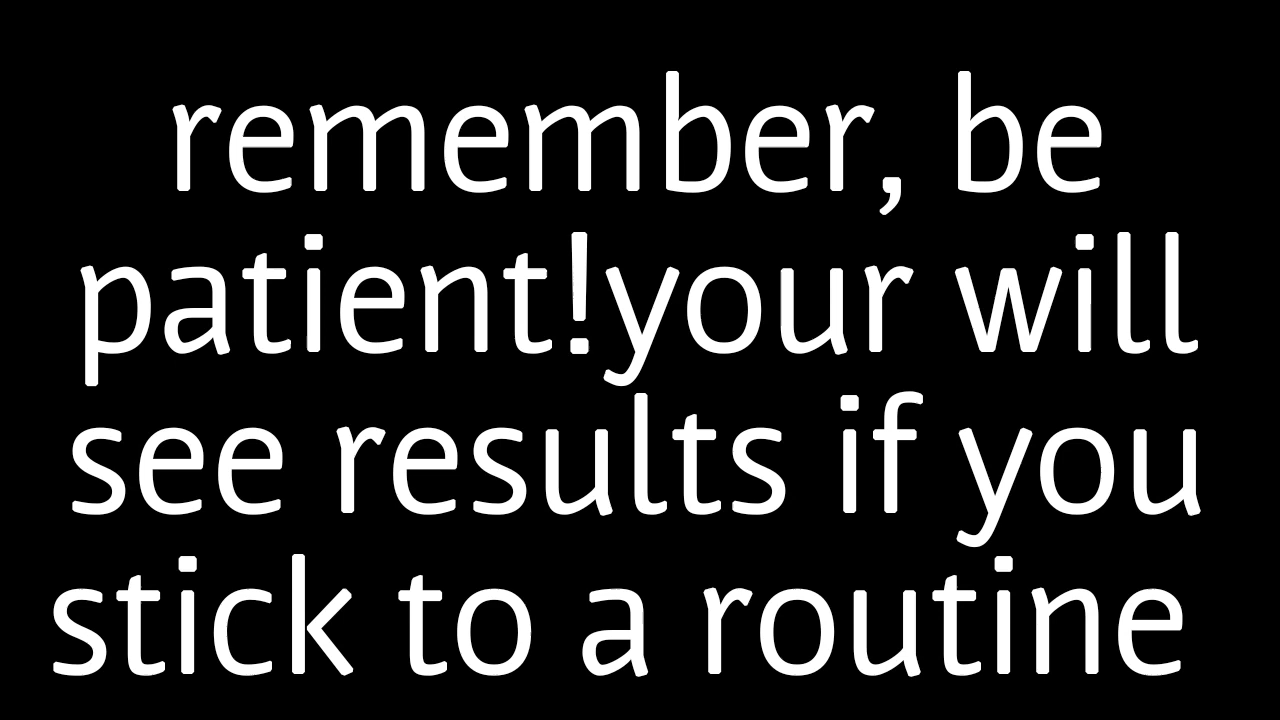 remember, be
patient!your will
see results if you
stick to a routine